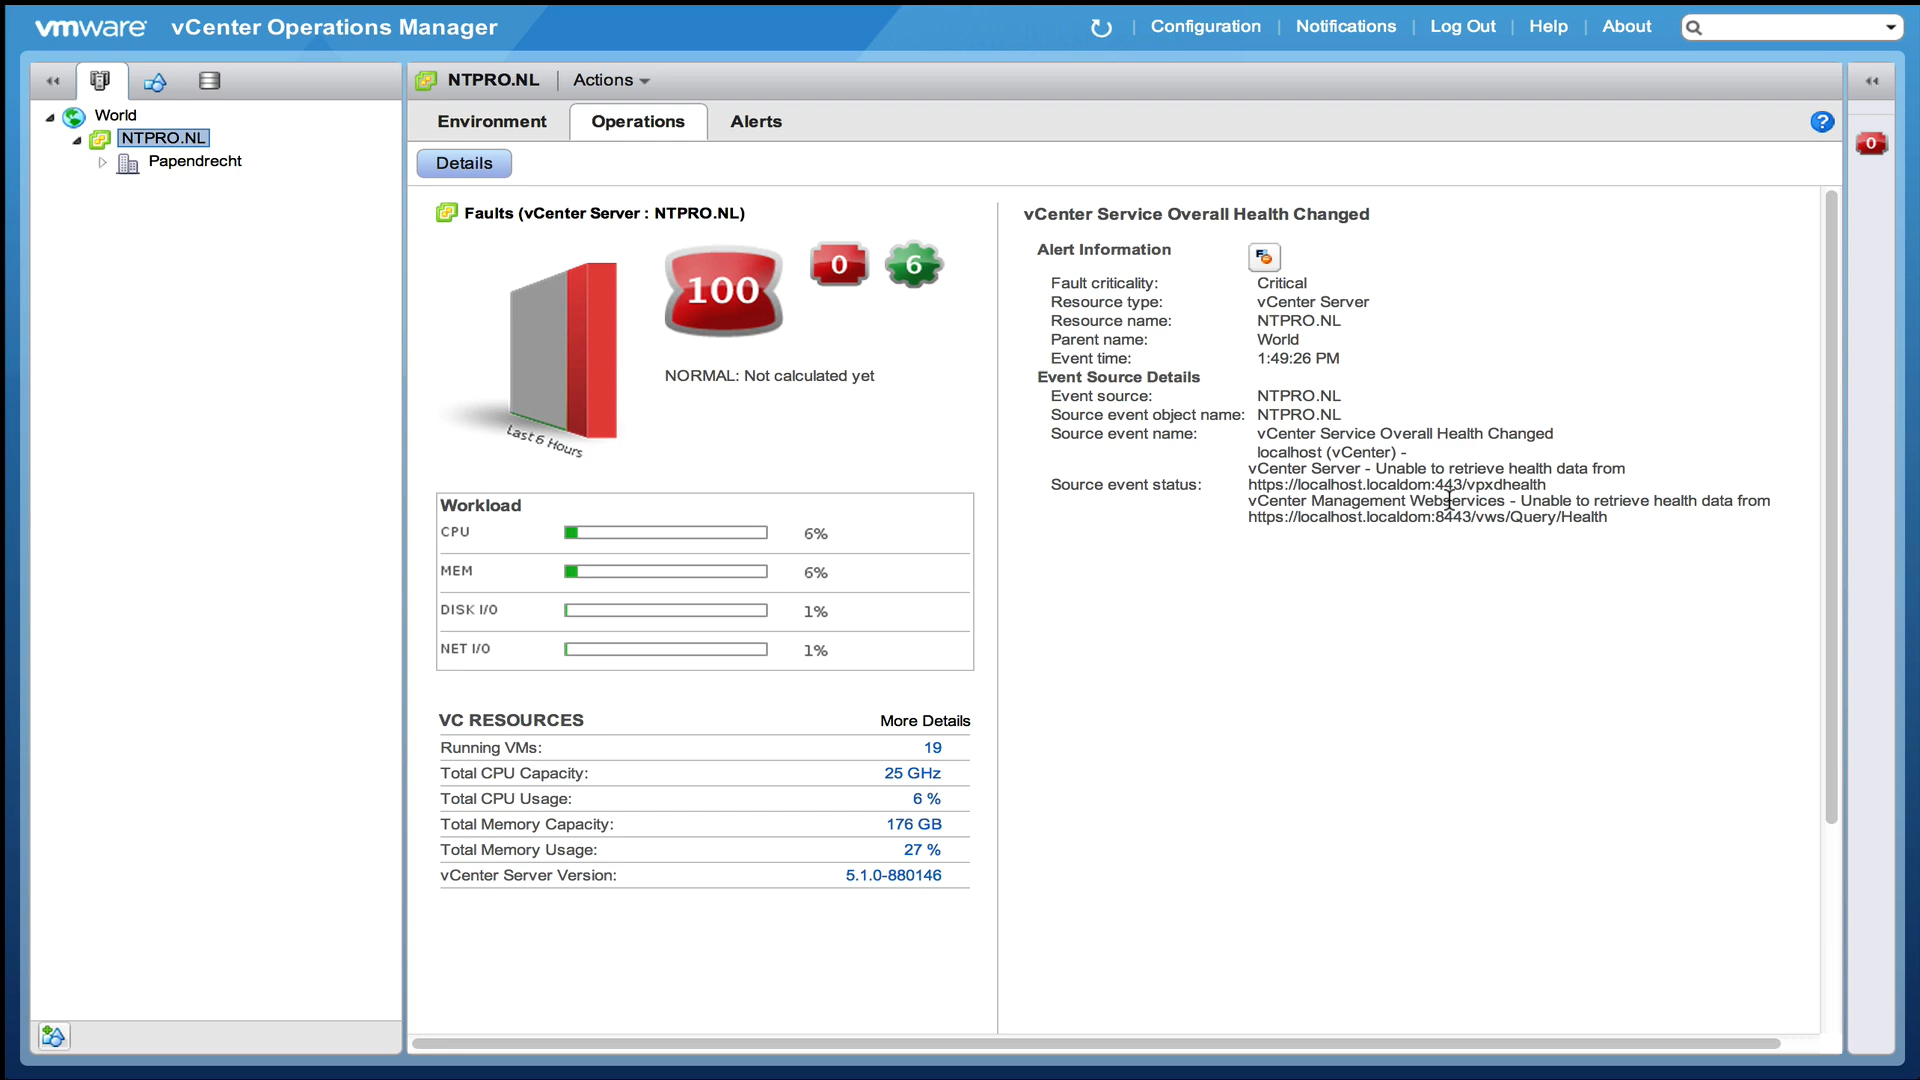 vmware vCenter Operations Manager
Configuration | Notifications | Log Out | Help | About
NTPRO.NL | Actions
World
NTPRO.NL
Papendrecht
Environment Operations Alerts
?
0
Details
Faults (vCenter Server : NTPRO.NL)
100 0 6
NORMAL: Not calculated yet
Last 6 Hours
Workload
CPU 6%
MEM 6%
DISK I/O 1%
NET I/O 1%
VC RESOURCES More Details
Running VMs: 19
Total CPU Capacity: 25 GHz
Total CPU Usage: 6 %
Total Memory Capacity: 176 GB
Total Memory Usage: 27 %
vCenter Server Version: 5.1.0-880146
vCenter Service Overall Health Changed
Alert Information
Fault criticality: Critical
Resource type: vCenter Server
Resource name: NTPRO.NL
Parent name: World
Event time: 1:49:26 PM
Event Source Details
Event source: NTPRO.NL
Source event object name: NTPRO.NL
Source event name: vCenter Service Overall Health Changed
localhost (vCenter) -
vCenter Server - Unable to retrieve health data from
Source event status: https://localhost.localdom:443/vpxdhealth
vCenter Management Webservices - Unable to retrieve health data from
https://localhost.localdom:8443/vws/Query/Health